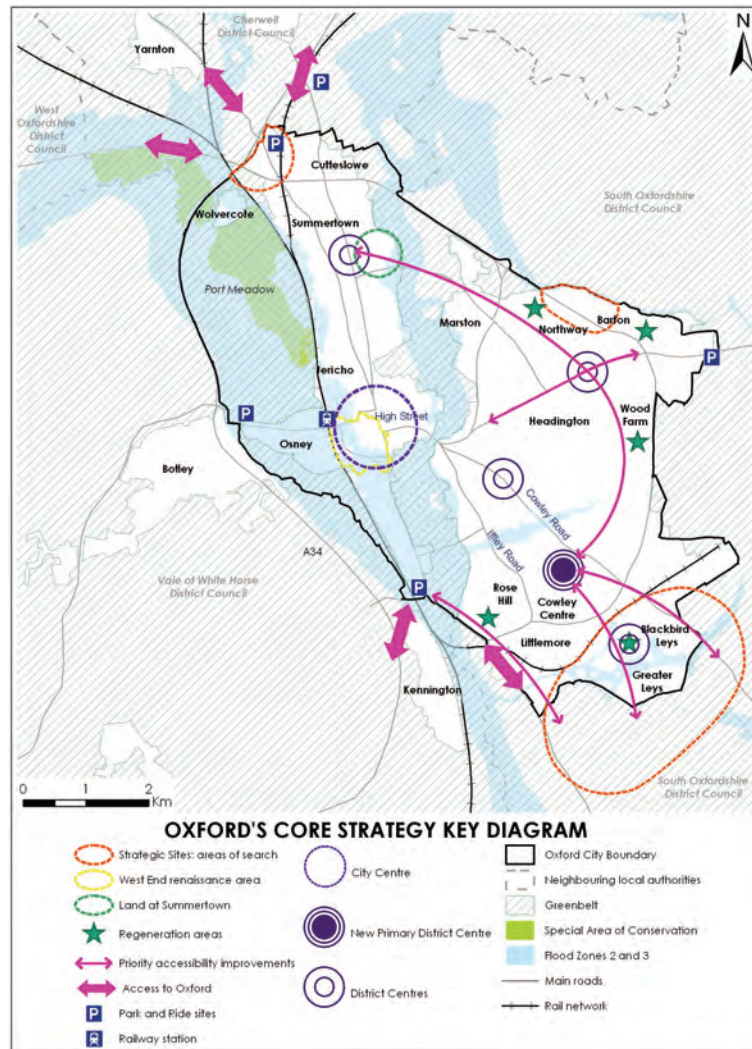 Cherwell
District Council
N
Yarnton
P
West
Oxfordshire
District
Council
P
Cutteslowe
South Oxfordshire
District Council
Wolvercote
Summertown
Port Meadow
Marston
Northway
Barton
P
Jericho
High Street
Headington
Wood
Farm
P
Osney
Botley
Cowley Road
Iffley Road
A34
Vale of White Horse
District Council
P
Rose
Hill
Cowley
Centre
Blackbird
Leys
Littlemore
Greater
Leys
Kennington
South Oxfordshire
District Council
0 1 2
Km
OXFORD'S CORE STRATEGY KEY DIAGRAM
Strategic Sites: areas of search
West End renaissance area
Land at Summertown
Regeneration areas
Priority accessibility improvements
Access to Oxford
P Park and Ride sites
Railway station
City Centre
New Primary District Centre
District Centres
Oxford City Boundary
Neighbouring local authorities
Greenbelt
Special Area of Conservation
Flood Zones 2 and 3
Main roads
Rail network